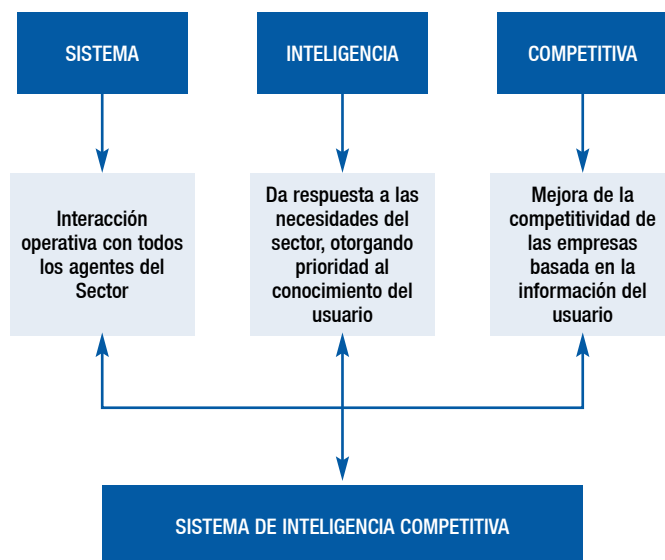 SISTEMA
INTELIGENCIA
COMPETITIVA
Interacción
operativa con todos
los agentes del
Sector
Da respuesta a las
necesidades del
sector, otorgando
prioridad al
conocimiento del
usuario
Mejora de la
competitividad de
las empresas
basada en la
información del
usuario
SISTEMA DE INTELIGENCIA COMPETITIVA